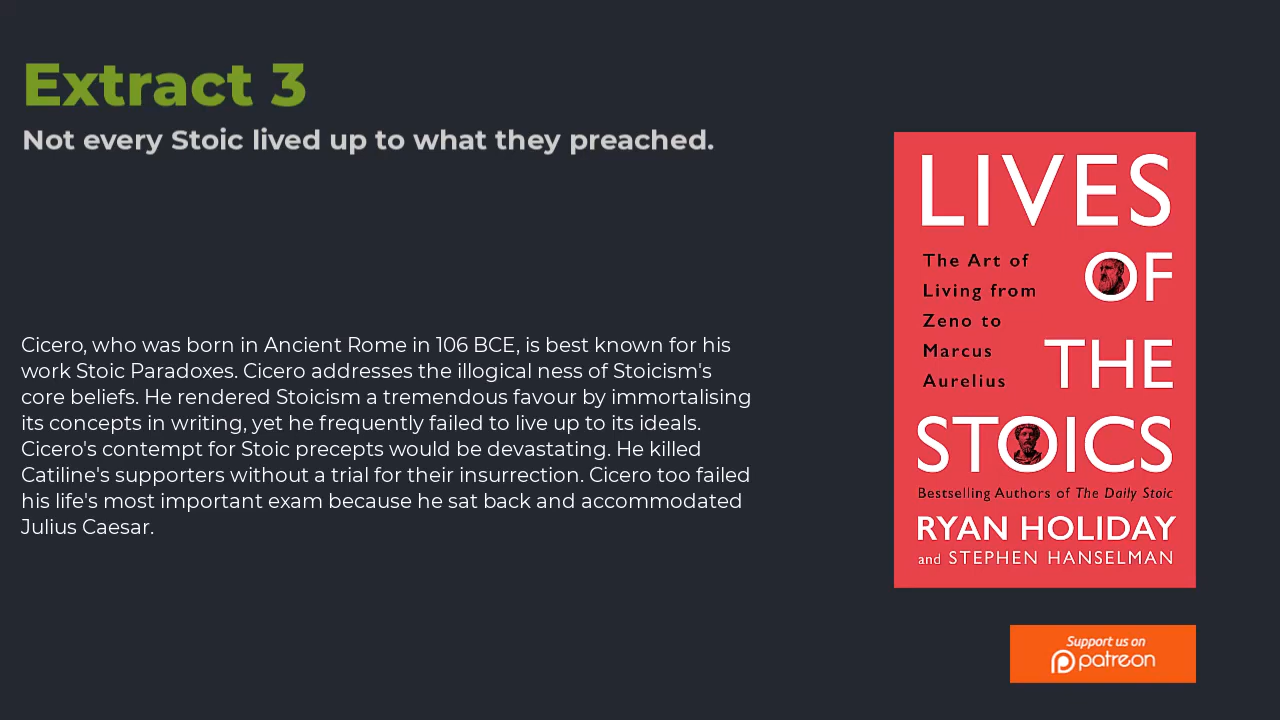 Extract 3
Not every Stoic lived up to what they preached.
Cicero, who was born in Ancient Rome in 106 BCE, is best known for his
work Stoic Paradoxes. Cicero addresses the illogical ness of Stoicism's
core beliefs. He rendered Stoicism a tremendous favour by immortalising
its concepts in writing, yet he frequently failed to live up to its ideals.
Cicero's contempt for Stoic precepts would be devastating. He killed
Catiline's supporters without a trial for their insurrection. Cicero too failed
his life's most important exam because he sat back and accommodated
Julius Caesar.
LIVES
OF
THE
STOICS
The Art of
Living from
Zeno to
Marcus
Aurelius
Bestselling Authors of The Daily Stoic
RYAN HOLIDAY
and STEPHEN HANSELMAN
Support us on
patreon